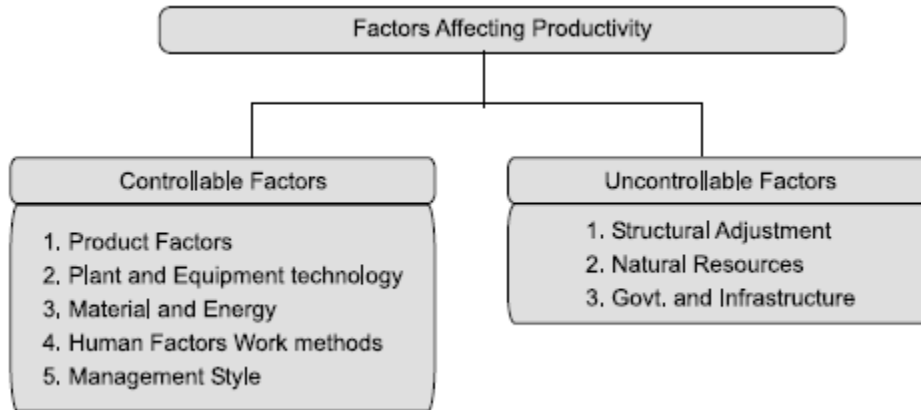 Factors Affecting Productivity
Controllable Factors
1. Product Factors
2. Plant and Equipment technology
3. Material and Energy
4. Human Factors Work methods
5. Management Style
Uncontrollable Factors
1. Structural Adjustment
2. Natural Resources
3. Govt. and Infrastructure